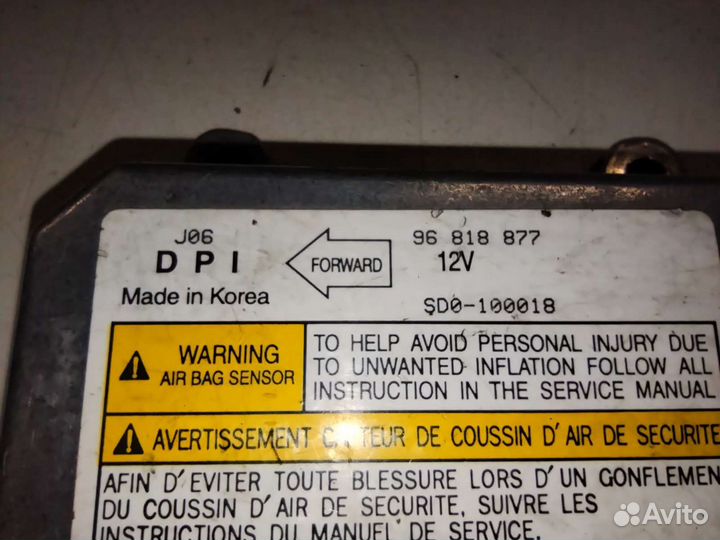 J06
96 818 877
D P I
FORWARD
12V
Made in Korea
SD0-100018
WARNING
AIR BAG SENSOR
TO HELP AVOID PERSONAL INJURY DUE
TO UNWANTED INFLATION FOLLOW ALL
INSTRUCTION IN THE SERVICE MANUAL
AVERTISSEMENT DE COUSSIN D' AIR DE SECURITE
AFIN D' EVITER TOUTE BLESSURE LORS D' UN GONFLEMEN
DU COUSSIN D' AIR DE SECURITE, SUIVRE LES
INSTRUCTIONS DU MANUEL DE SERVICE.
Avito